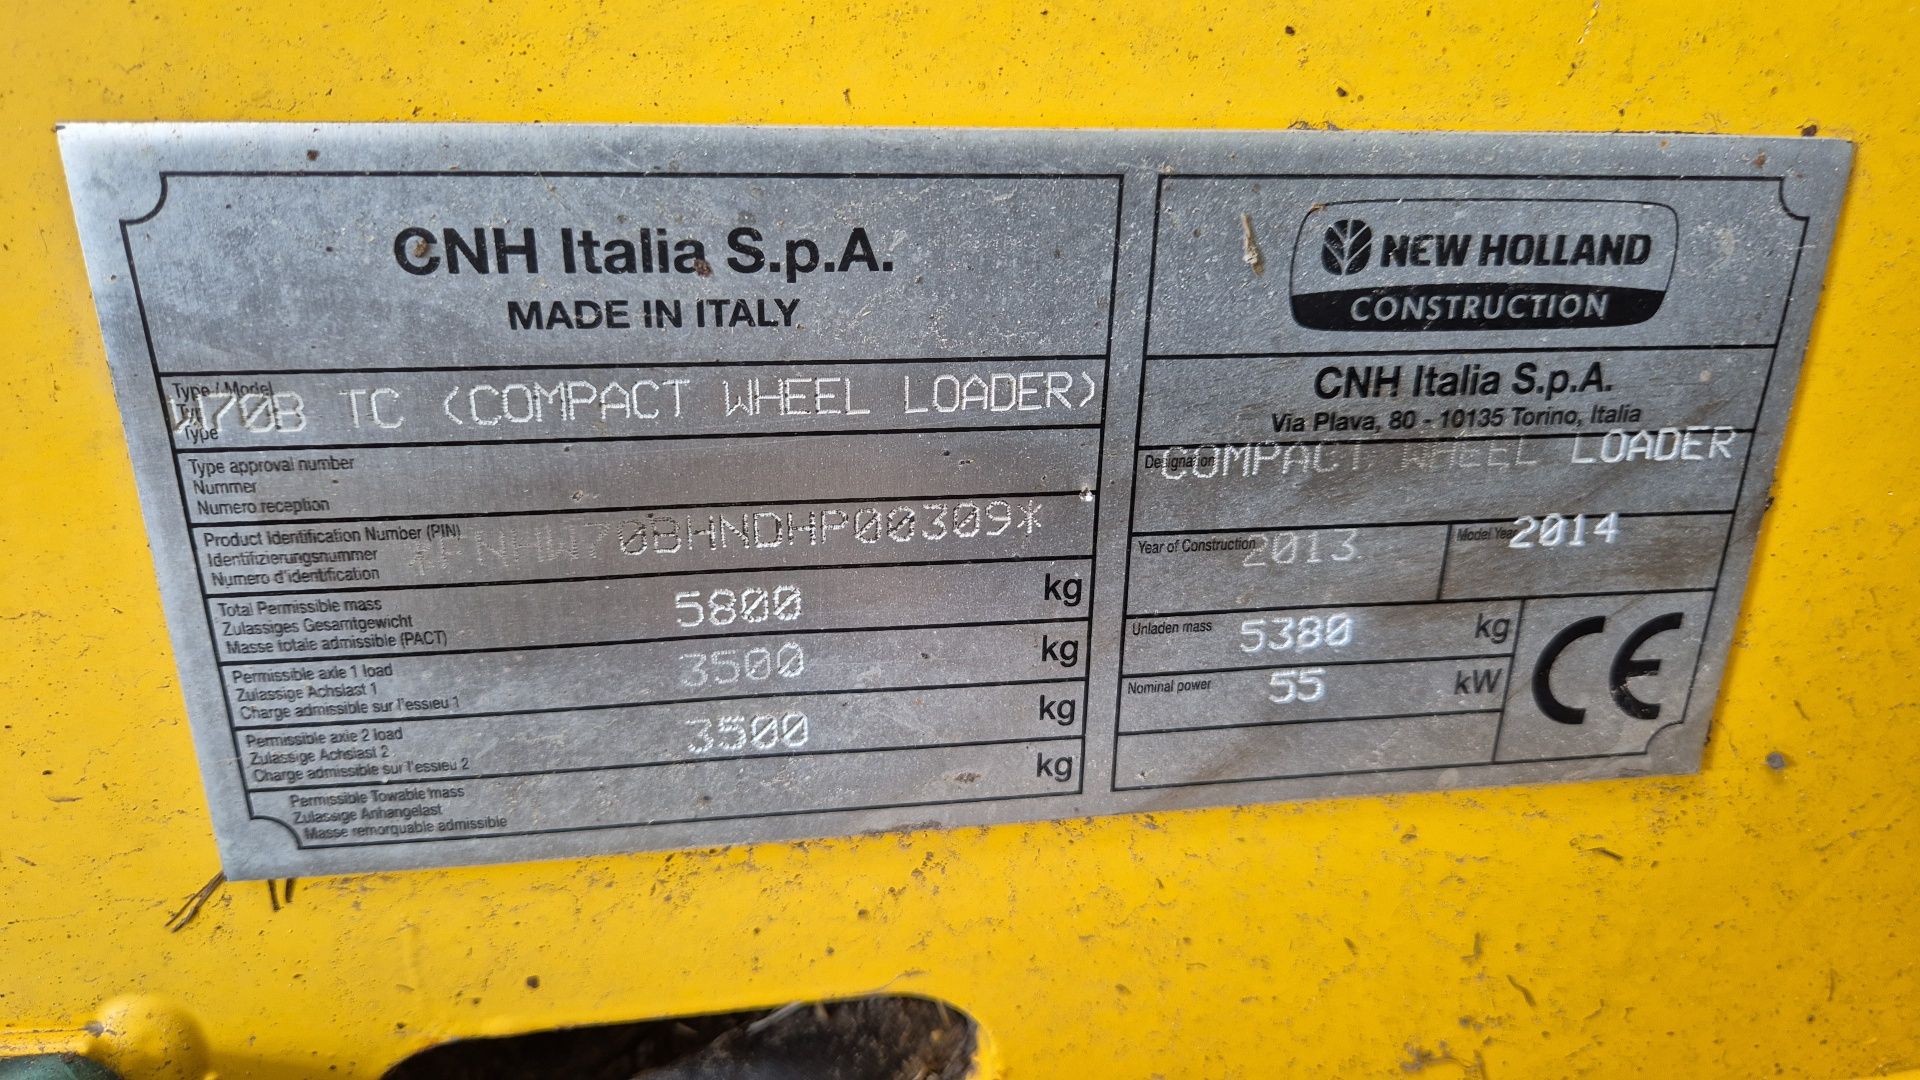 CNH Italia S.p.A.
MADE IN ITALY
Type / Model
Typ
Type
W70B TC (COMPACT WHEEL LOADER)
Type approval number
Nummer
Numero reception
Product Identification Number (PIN)
Identifizierungsnummer
Numero d'identification
Total Permissible mass
Zulassiges Gesamtgewicht
Masse totale admissible (PACT)
5800 kg
Permissible axle 1 load
Zulassige Achslast 1
Charge admissible sur l'essieu 1
3500 kg
Permissible axie 2 load
Zulassige Achslast 2
Charge admissible sur l'essieu 2
3500 kg
Permissible Towable mass
Zulassige Anhangelast
Masse remorquable admissible
kg
NEW HOLLAND
CONSTRUCTION
CNH Italia S.p.A.
Via Plava, 80 - 10135 Torino, Italia
Designation COMPACT WHEEL LOADER
Year of Construction 2013
Model Year 2014
Unladen mass 5380 kg
Nominal power 55 kW
CE